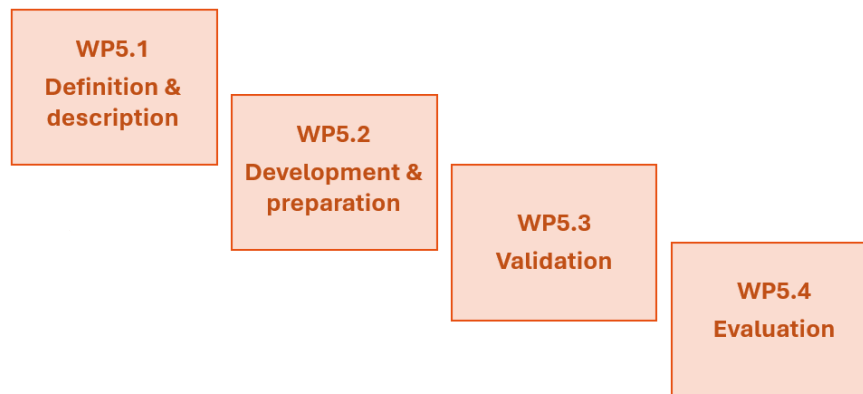 WP5.1
Definition &
description
WP5.2
Development &
preparation
WP5.3
Validation
WP5.4
Evaluation